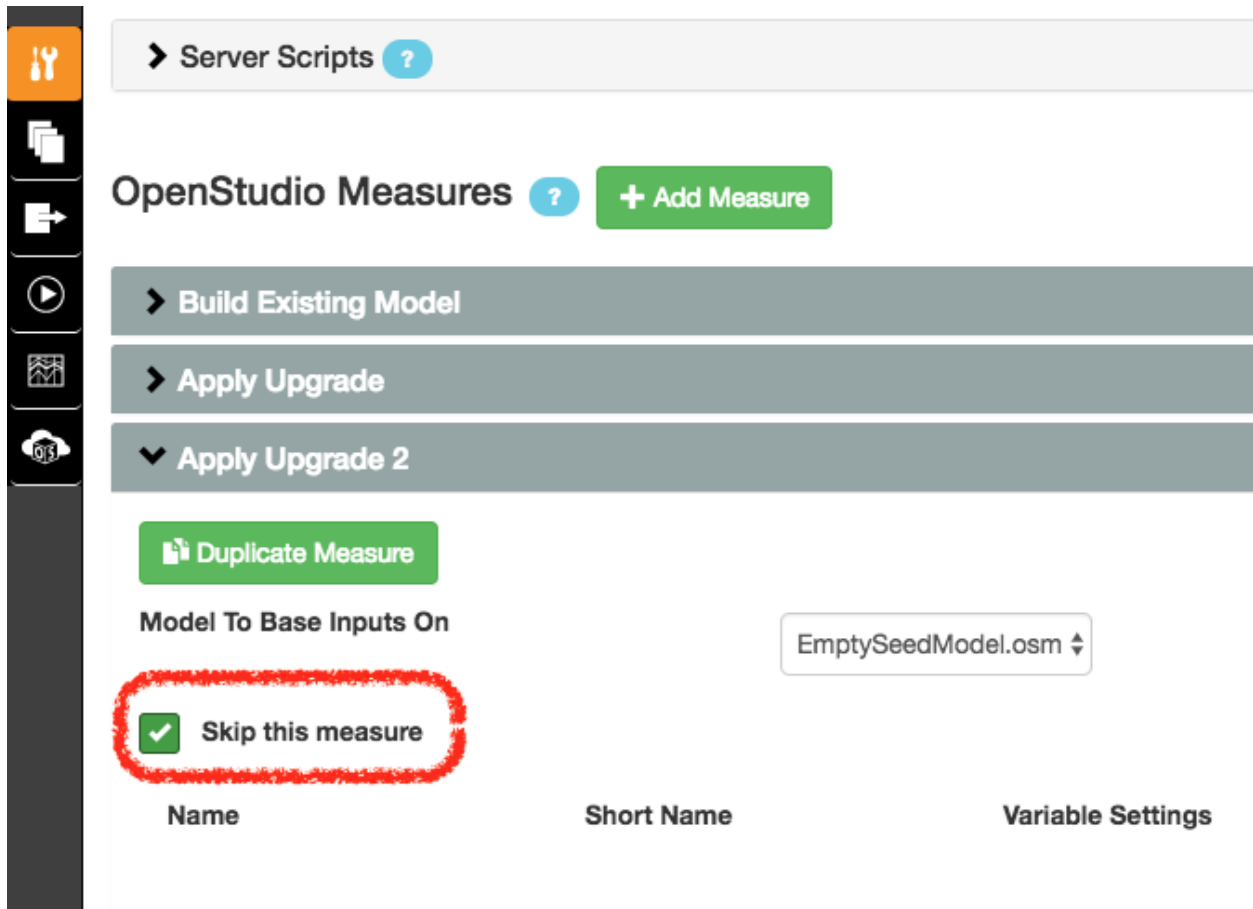 Server Scripts ?
OpenStudio Measures ? + Add Measure
Build Existing Model
Apply Upgrade
Apply Upgrade 2
Duplicate Measure
Model To Base Inputs On
EmptySeedModel.osm
Skip this measure
Name Short Name Variable Settings
OS